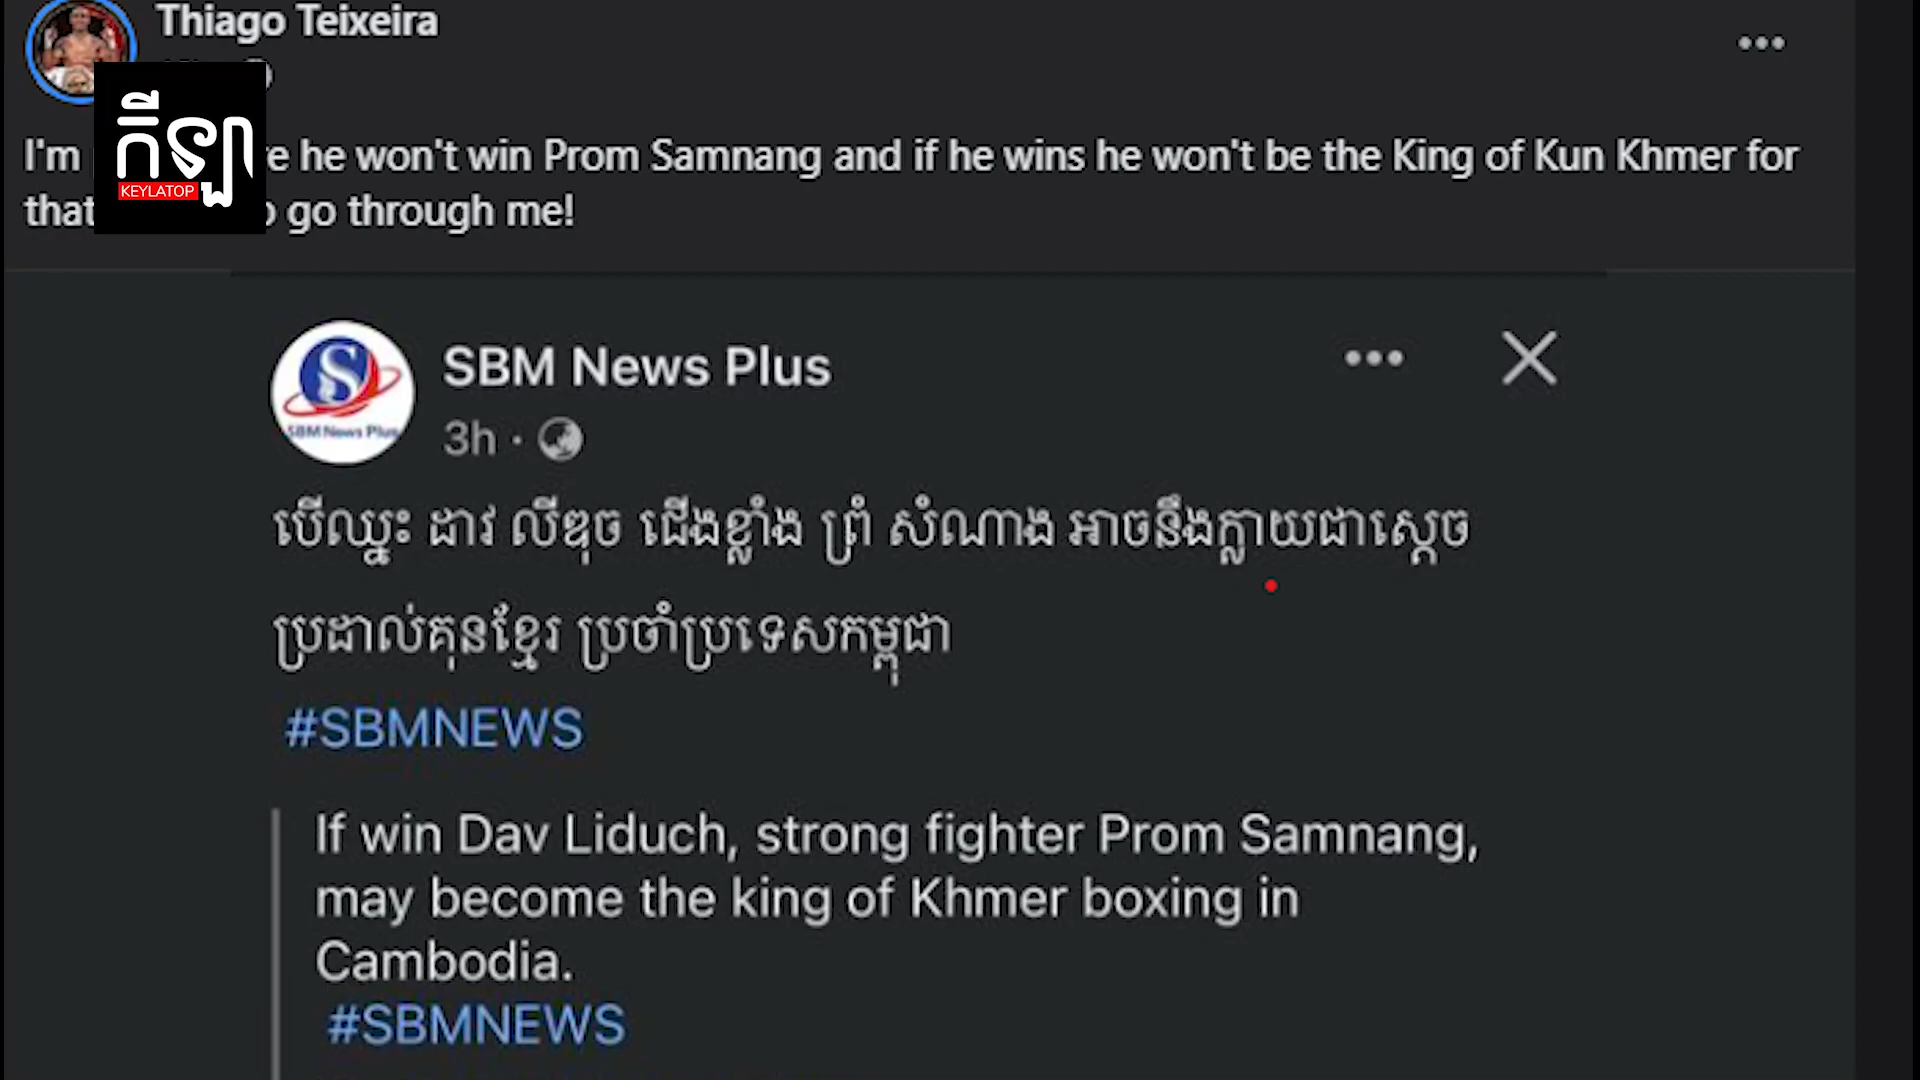 Thiago Teixeira
កីឡា
KEYLATOP
I'm re he won't win Prom Samnang and if he wins he won't be the King of Kun Khmer for
that go through me!
SBM News Plus
SBM News Plus
3h ·
បើឈ្នះ ដាវ លីឌុច ជើងខ្លាំង ព្រំ សំណាង អាចនឹងក្លាយជាស្តេច
ប្រដាល់គុនខ្មែរ ប្រចាំប្រទេសកម្ពុជា
#SBMNEWS
If win Dav Liduch, strong fighter Prom Samnang,
may become the king of Khmer boxing in
Cambodia.
#SBMNEWS